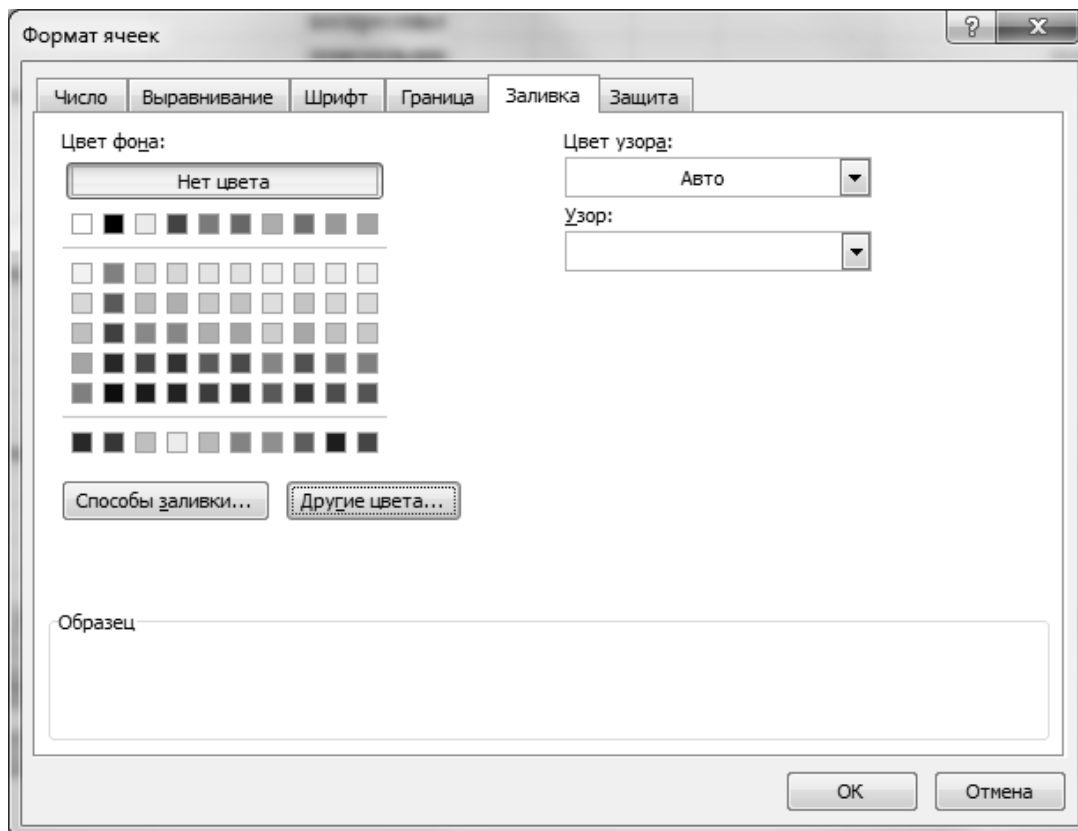 Формат ячеек
?
X
Число Выравнивание Шрифт Граница Заливка Защита
Цвет фона:
Нет цвета
Цвет узора:
Авто
Узор:
Способы заливки... Другие цвета...
Образец
ОК Отмена